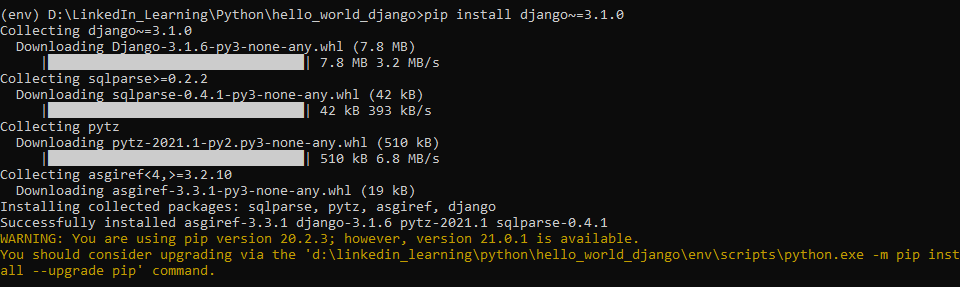 (env) D:\LinkedIn_Learning\Python\hello_world_django>pip install django~=3.1.0
Collecting django~=3.1.0
  Downloading Django-3.1.6-py3-none-any.whl (7.8 MB)
     |████████████████████████████████| 7.8 MB 3.2 MB/s
Collecting sqlparse>=0.2.2
  Downloading sqlparse-0.4.1-py3-none-any.whl (42 kB)
     |████████████████████████████████| 42 kB 393 kB/s
Collecting pytz
  Downloading pytz-2021.1-py2.py3-none-any.whl (510 kB)
     |████████████████████████████████| 510 kB 6.8 MB/s
Collecting asgiref<4,>=3.2.10
  Downloading asgiref-3.3.1-py3-none-any.whl (19 kB)
Installing collected packages: sqlparse, pytz, asgiref, django
Successfully installed asgiref-3.3.1 django-3.1.6 pytz-2021.1 sqlparse-0.4.1
WARNING: You are using pip version 20.2.3; however, version 21.0.1 is available.
You should consider upgrading via the 'd:\linkedin_learning\python\hello_world_django\env\scripts\python.exe -m pip inst
all --upgrade pip' command.